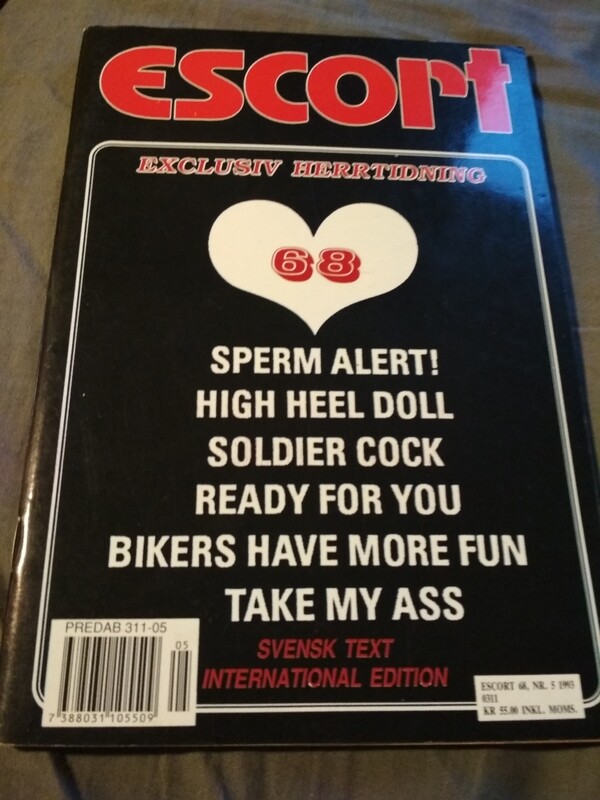 escort
EXCLUSIV HERRTIDNING
68
SPERM ALERT!
HIGH HEEL DOLL
SOLDIER COCK
READY FOR YOU
BIKERS HAVE MORE FUN
TAKE MY ASS
SVENSK TEXT
INTERNATIONAL EDITION
PREDAB 311-05
05
7 388031 105509
ESCORT 68, NR. 5 1993
0311
KR 55.00 INKL. MOMS.